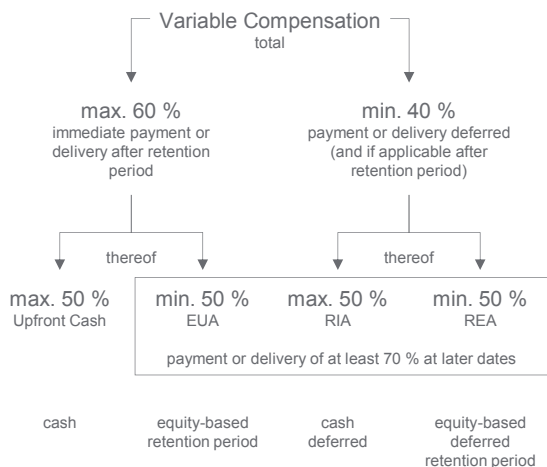 Variable Compensation
total
max. 60 %
immediate payment or
delivery after retention
period
min. 40 %
payment or delivery deferred
(and if applicable after
retention period)
thereof
thereof
max. 50 %
Upfront Cash
min. 50 %
EUA
max. 50 %
RIA
min. 50 %
REA
payment or delivery of at least 70 % at later dates
cash
equity-based
retention period
cash
deferred
equity-based
deferred
retention period